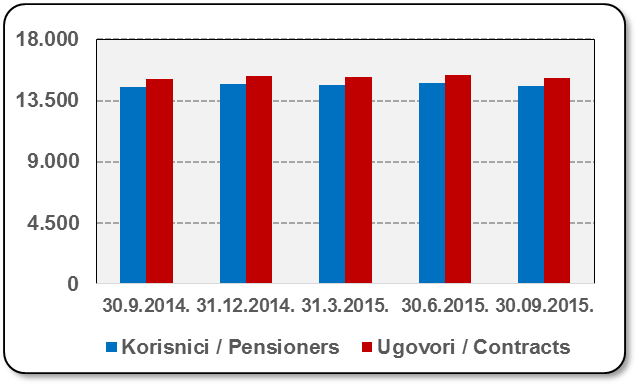 18.000
13.500
9.000
4.500
0
30.9.2014. 31.12.2014. 31.3.2015. 30.6.2015. 30.09.2015.
Korisnici / Pensioners Ugovori / Contracts